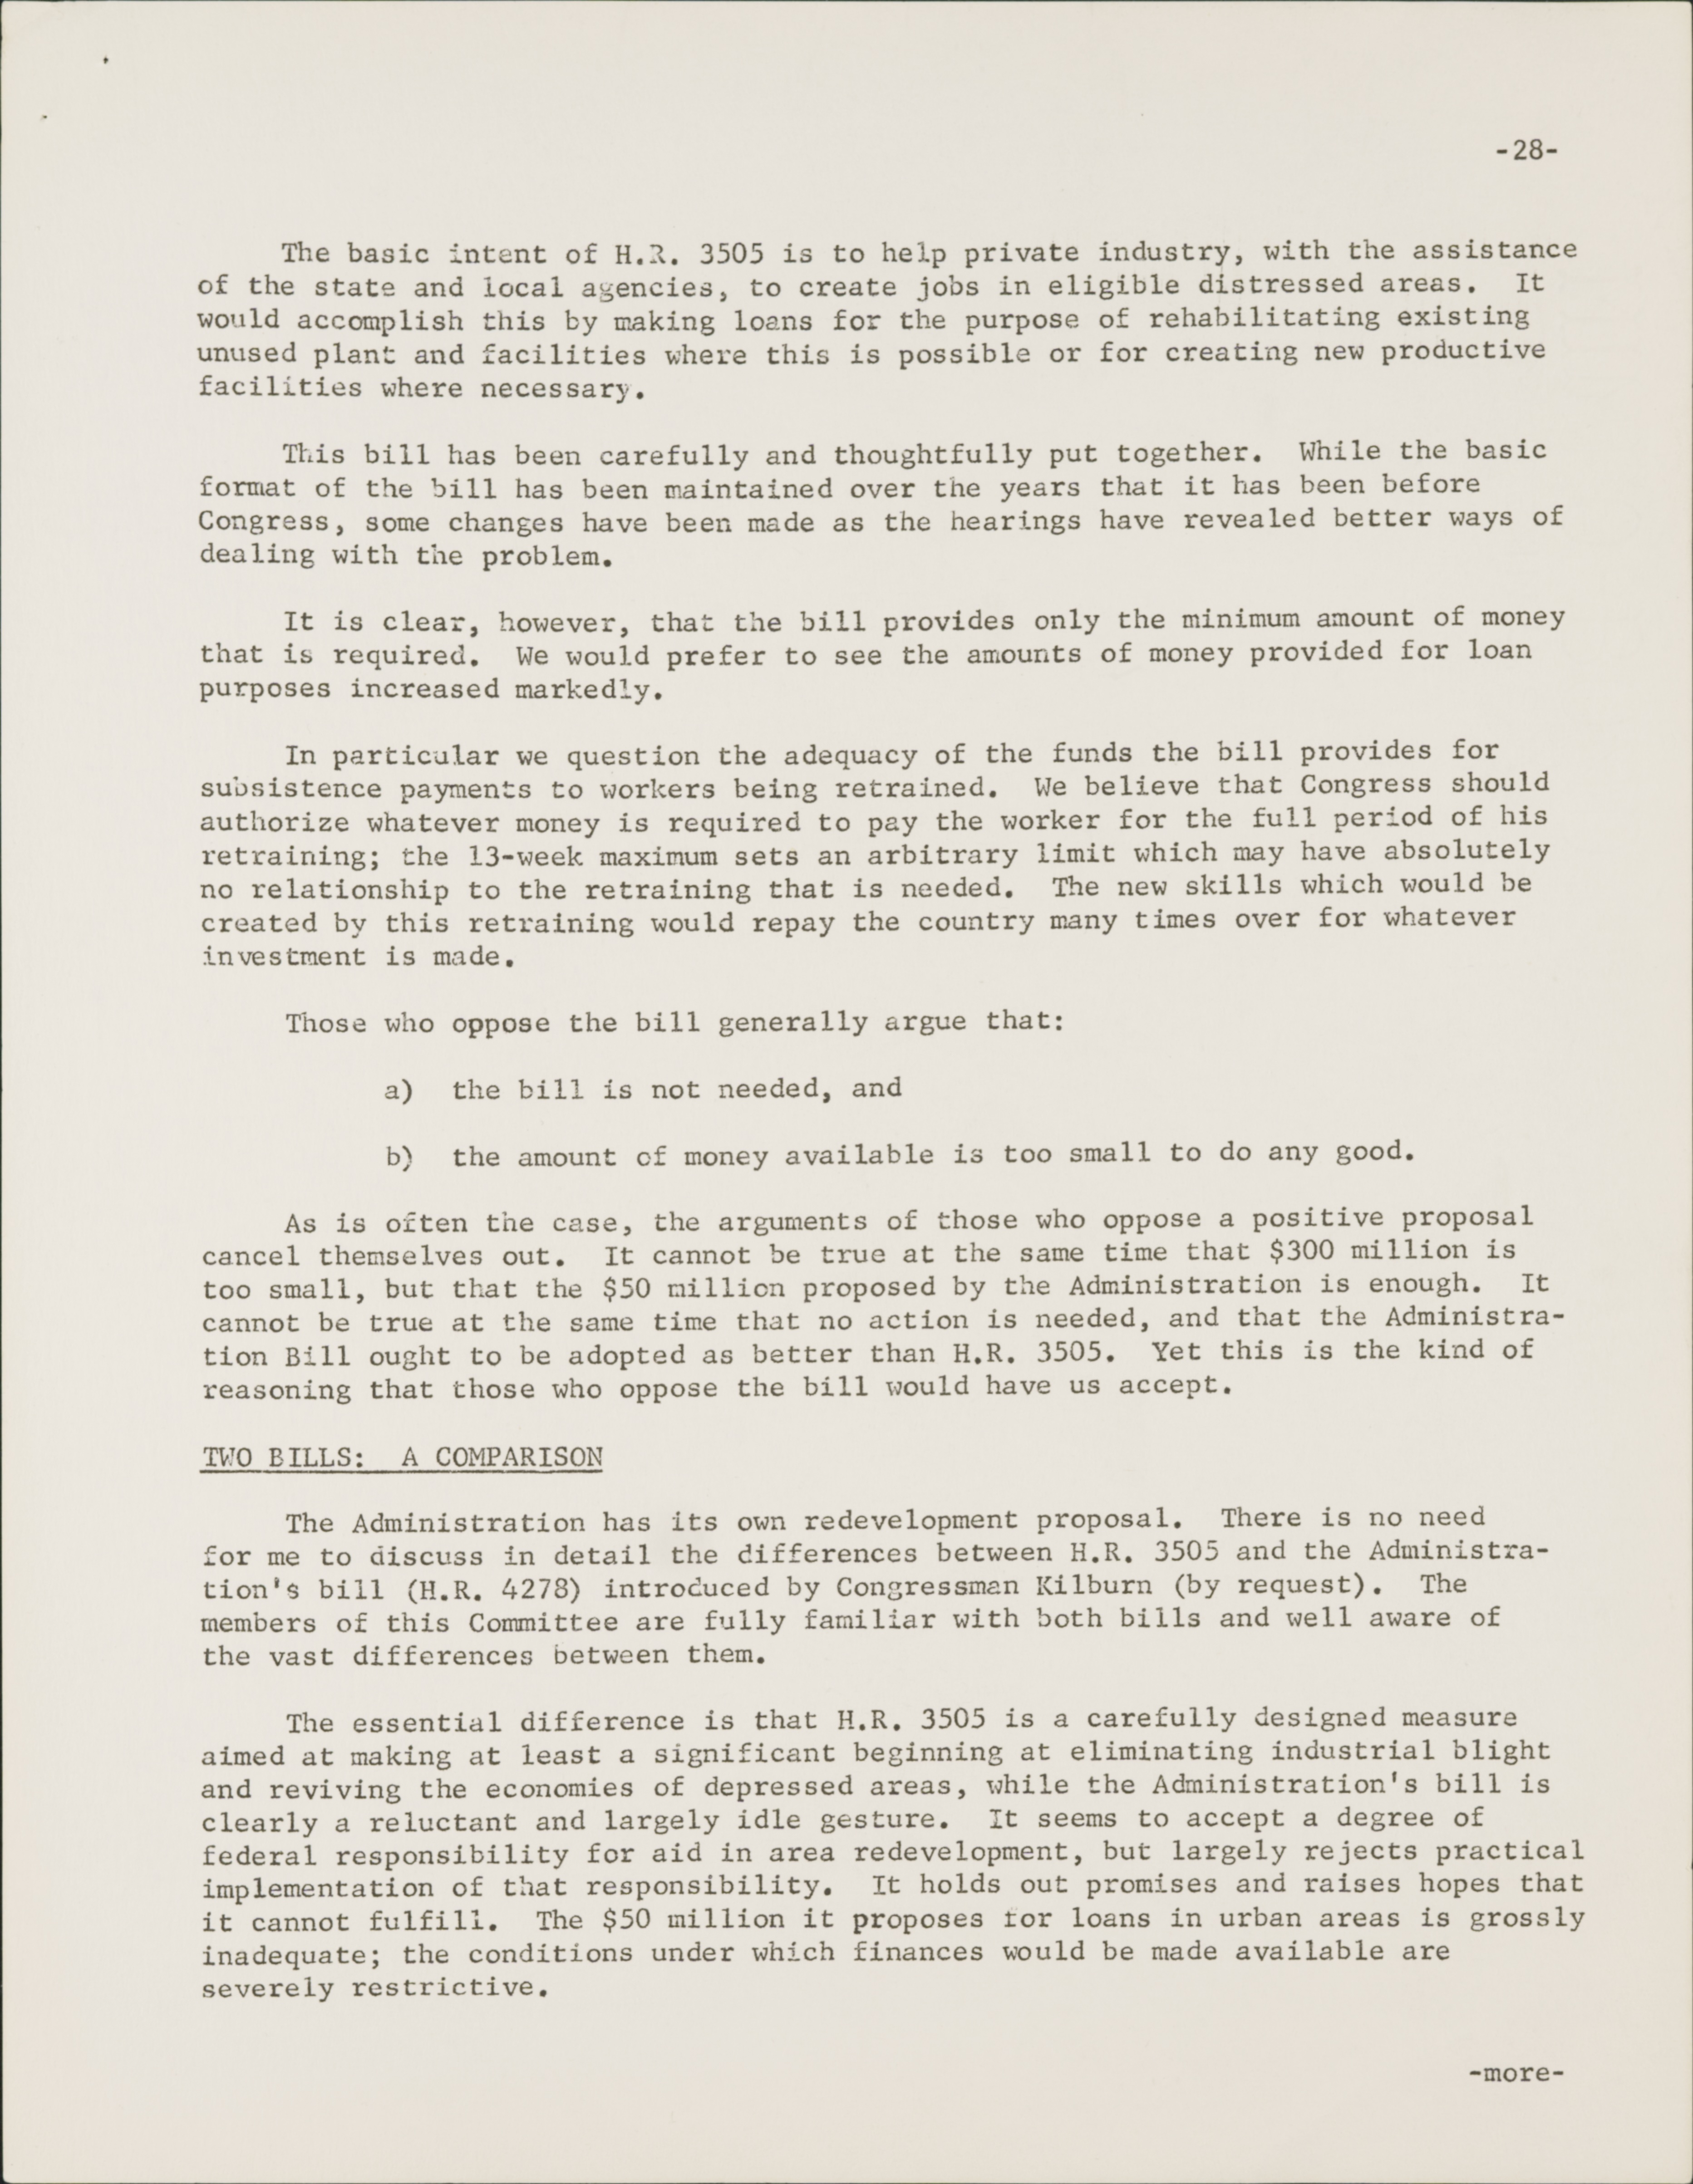 -28-
The basic intent of H.R. 3505 is to help private industry, with the assistance
of the state and local agencies, to create jobs in eligible distressed areas. It
would accomplish this by making loans for the purpose of rehabilitating existing
unused plant and facilities where this is possible or for creating new productive
facilities where necessary.
This bill has been carefully and thoughtfully put together. While the basic
format of the bill has been maintained over the years that it has been before
Congress, some changes have been made as the hearings have revealed better ways of
dealing with the problem.
It is clear, however, that the bill provides only the minimum amount of money
that is required. We would prefer to see the amounts of money provided for loan
purposes increased markedly.
In particular we question the adequacy of the funds the bill provides for
subsistence payments to workers being retrained. We believe that Congress should
authorize whatever money is required to pay the worker for the full period of his
retraining; the 13-week maximum sets an arbitrary limit which may have absolutely
no relationship to the retraining that is needed. The new skills which would be
created by this retraining would repay the country many times over for whatever
investment is made.
Those who oppose the bill generally argue that:
a) the bill is not needed, and
b) the amount of money available is too small to do any good.
As is often the case, the arguments of those who oppose a positive proposal
cancel themselves out. It cannot be true at the same time that $300 million is
too small, but that the $50 million proposed by the Administration is enough. It
cannot be true at the same time that no action is needed, and that the Administra-
tion Bill ought to be adopted as better than H.R. 3505. Yet this is the kind of
reasoning that those who oppose the bill would have us accept.
TWO BILLS: A COMPARISON
The Administration has its own redevelopment proposal. There is no need
for me to discuss in detail the differences between H.R. 3505 and the Administra-
tion's bill (H.R. 4278) introduced by Congressman Kilburn (by request). The
members of this Committee are fully familiar with both bills and well aware of
the vast differences between them.
The essential difference is that H.R. 3505 is a carefully designed measure
aimed at making at least a significant beginning at eliminating industrial blight
and reviving the economies of depressed areas, while the Administration's bill is
clearly a reluctant and largely idle gesture. It seems to accept a degree of
federal responsibility for aid in area redevelopment, but largely rejects practical
implementation of that responsibility. It holds out promises and raises hopes that
it cannot fulfill. The $50 million it proposes for loans in urban areas is grossly
inadequate; the conditions under which finances would be made available are
severely restrictive.
-more-